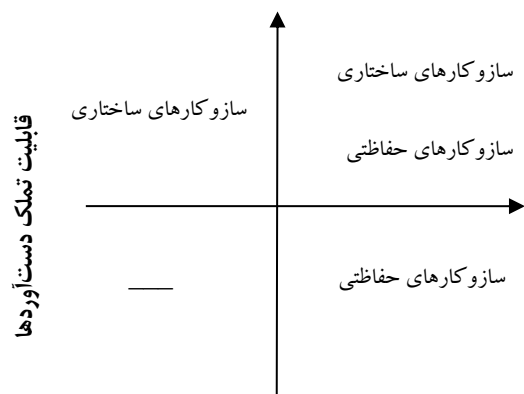 سازوکارهای ساختاری
سازوکارهای ساختاری
سازوکارهای حفاظتی
سازوکارهای حفاظتی
قابلیت تملک دست‌آوردها